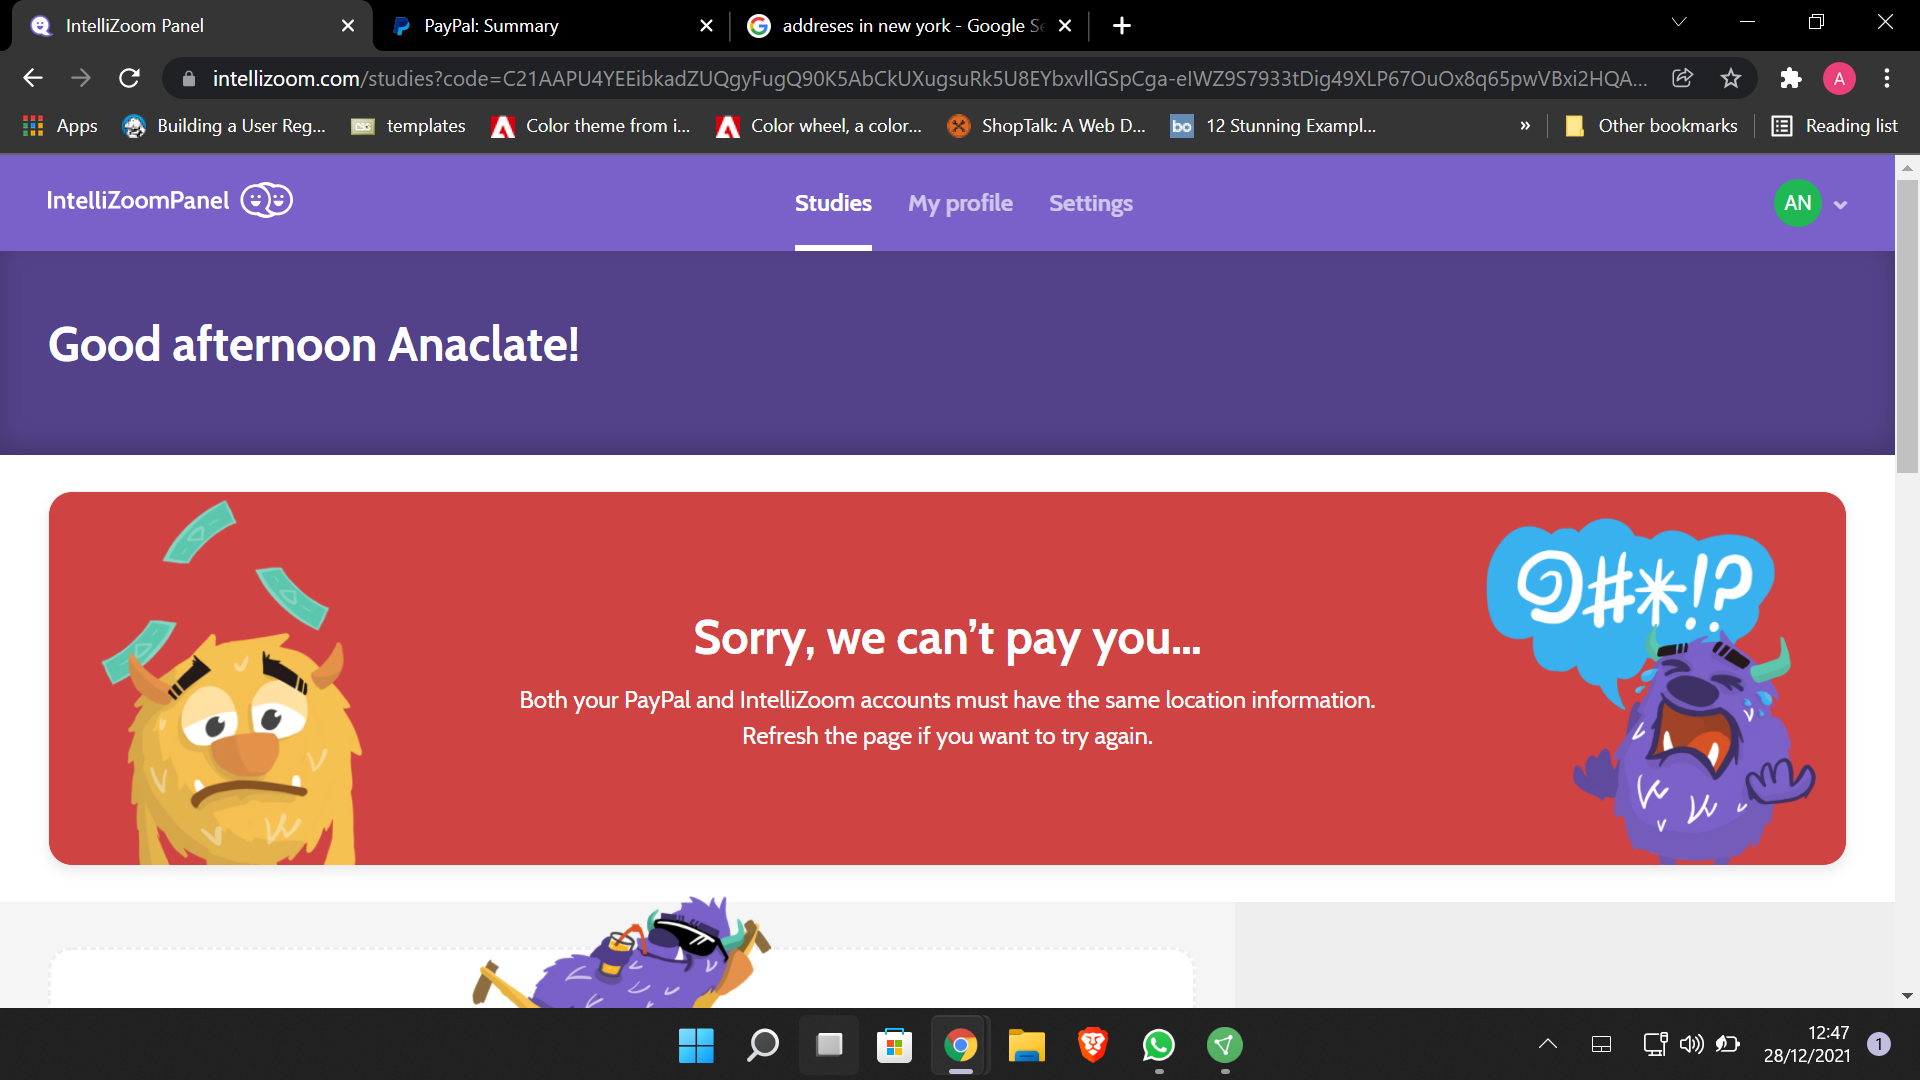 IntelliZoom Panel
PayPal: Summary
addreses in new york - Google Se
intellizoom.com/studies?code=C21AAPU4YEEibkadZUQgyFugQ90K5AbCkUXugsuRk5U8EYbxvllGSpCga-eIWZ9S7933tDig49XLP67OuOx8q65pwVBxi2HQA...
A
Apps
Building a User Reg...
templates
Color theme from i...
Color wheel, a color...
ShopTalk: A Web D...
bo
12 Stunning Exampl...
»
Other bookmarks
Reading list
IntelliZoomPanel
Studies
My profile
Settings
AN
Good afternoon Anaclate!
@#*!?
Sorry, we can't pay you...
Both your PayPal and IntelliZoom accounts must have the same location information.
Refresh the page if you want to try again.
12:47
28/12/2021
1